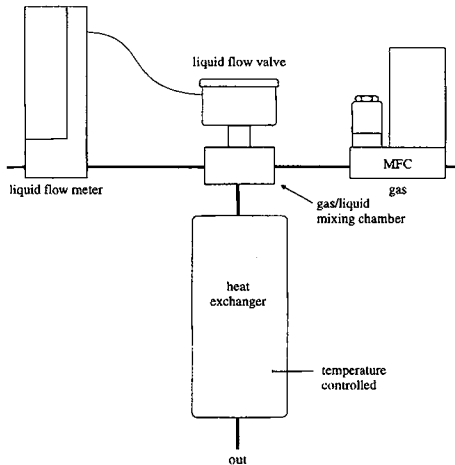 liquid flow valve
MFC
liquid flow meter
gas
gas/liquid
mixing chamber
heat
exchanger
temperature
controlled
out